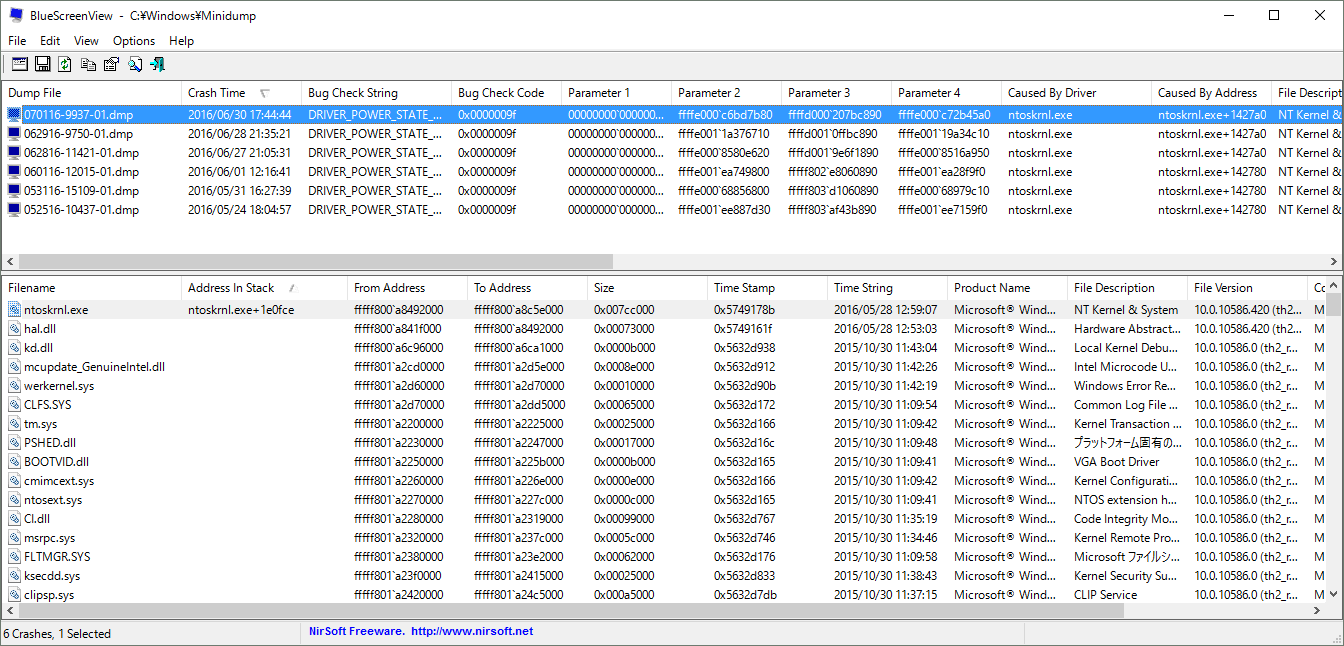 BlueScreenView - C:¥Windows¥Minidump
File Edit View Options Help
Dump File Crash Time Bug Check String Bug Check Code Parameter 1 Parameter 2 Parameter 3 Parameter 4 Caused By Driver Caused By Address File Descript
070116-9937-01.dmp 2016/06/30 17:44:44 DRIVER_POWER_STATE_... 0x0000009f 00000000`000000... ffffe000`c6bd7b80 ffffd000`207bc890 ffffe000`c72b45a0 ntoskrnl.exe ntoskrnl.exe+1427a0 NT Kernel &
062916-9750-01.dmp 2016/06/28 21:35:21 DRIVER_POWER_STATE_... 0x0000009f 00000000`000000... ffffe001`1a376710 ffffd001`0ffbc890 ffffe001`19a34c10 ntoskrnl.exe ntoskrnl.exe+1427a0 NT Kernel &
062816-11421-01.dmp 2016/06/27 21:05:31 DRIVER_POWER_STATE_... 0x0000009f 00000000`000000... ffffe000`8580e620 ffffd001`9e6f1890 ffffe000`8516a950 ntoskrnl.exe ntoskrnl.exe+1427a0 NT Kernel &
060116-12015-01.dmp 2016/06/01 12:16:41 DRIVER_POWER_STATE_... 0x0000009f 00000000`000000... ffffe001`ea749800 fffff802`e8060890 ffffe001`ea28f9f0 ntoskrnl.exe ntoskrnl.exe+142780 NT Kernel &
053116-15109-01.dmp 2016/05/31 16:27:39 DRIVER_POWER_STATE_... 0x0000009f 00000000`000000... ffffe000`68856800 fffff803`d1060890 ffffe000`68979c10 ntoskrnl.exe ntoskrnl.exe+142780 NT Kernel &
052516-10437-01.dmp 2016/05/24 18:04:57 DRIVER_POWER_STATE_... 0x0000009f 00000000`000000... ffffe001`ee887d30 fffff803`af43b890 ffffe001`ee7159f0 ntoskrnl.exe ntoskrnl.exe+142780 NT Kernel &
Filename Address In Stack From Address To Address Size Time Stamp Time String Product Name File Description File Version Co
ntoskrnl.exe ntoskrnl.exe+1e0fce fffff800`a8492000 fffff800`a8c5e000 0x007cc000 0x5749178b 2016/05/28 12:59:07 Microsoft® Wind... NT Kernel & System 10.0.10586.420 (th2... M
hal.dll fffff800`a841f000 fffff800`a8492000 0x00073000 0x5749161f 2016/05/28 12:53:03 Microsoft® Wind... Hardware Abstract... 10.0.10586.420 (th2... M
kd.dll fffff800`a6c96000 fffff800`a6ca1000 0x0000b000 0x5632d938 2015/10/30 11:43:04 Microsoft® Wind... Local Kernel Debu... 10.0.10586.0 (th2_r... M
mcupdate_GenuineIntel.dll fffff801`a2cd0000 fffff801`a2d5e000 0x0008e000 0x5632d912 2015/10/30 11:42:26 Microsoft® Wind... Intel Microcode U... 10.0.10586.0 (th2_r... M
werkernel.sys fffff801`a2d60000 fffff801`a2d70000 0x00010000 0x5632d90b 2015/10/30 11:42:19 Microsoft® Wind... Windows Error Re... 10.0.10586.0 (th2_r... M
CLFS.SYS fffff801`a2d70000 fffff801`a2dd5000 0x00065000 0x5632d172 2015/10/30 11:09:54 Microsoft® Wind... Common Log File ... 10.0.10586.0 (th2_r... M
tm.sys fffff801`a2200000 fffff801`a2225000 0x00025000 0x5632d166 2015/10/30 11:09:42 Microsoft® Wind... Kernel Transaction ... 10.0.10586.0 (th2_r... M
PSHED.dll fffff801`a2230000 fffff801`a2247000 0x00017000 0x5632d16c 2015/10/30 11:09:48 Microsoft® Wind... プラットフォーム固有の... 10.0.10586.0 (th2_r... M
BOOTVID.dll fffff801`a2250000 fffff801`a225b000 0x0000b000 0x5632d165 2015/10/30 11:09:41 Microsoft® Wind... VGA Boot Driver 10.0.10586.0 (th2_r... M
cmimcext.sys fffff801`a2260000 fffff801`a226e000 0x0000e000 0x5632d166 2015/10/30 11:09:42 Microsoft® Wind... Kernel Configurati... 10.0.10586.0 (th2_r... M
ntosext.sys fffff801`a2270000 fffff801`a227c000 0x0000c000 0x5632d165 2015/10/30 11:09:41 Microsoft® Wind... NTOS extension h... 10.0.10586.0 (th2_r... M
CI.dll fffff801`a2280000 fffff801`a2319000 0x00099000 0x5632d767 2015/10/30 11:35:19 Microsoft® Wind... Code Integrity Mo... 10.0.10586.0 (th2_r... M
msrpc.sys fffff801`a2320000 fffff801`a237c000 0x0005c000 0x5632d746 2015/10/30 11:34:46 Microsoft® Wind... Kernel Remote Pro... 10.0.10586.0 (th2_r... M
FLTMGR.SYS fffff801`a2380000 fffff801`a23e2000 0x00062000 0x5632d176 2015/10/30 11:09:58 Microsoft® Wind... Microsoft ファイルシ... 10.0.10586.0 (th2_r... M
ksecdd.sys fffff801`a23f0000 fffff801`a2415000 0x00025000 0x5632d833 2015/10/30 11:38:43 Microsoft® Wind... Kernel Security Su... 10.0.10586.0 (th2_r... M
clipsp.sys fffff801`a2420000 fffff801`a24c5000 0x000a5000 0x5632d7db 2015/10/30 11:37:15 Microsoft® Wind... CLIP Service 10.0.10586.0 (th2_r... M
6 Crashes, 1 Selected NirSoft Freeware. http://www.nirsoft.net